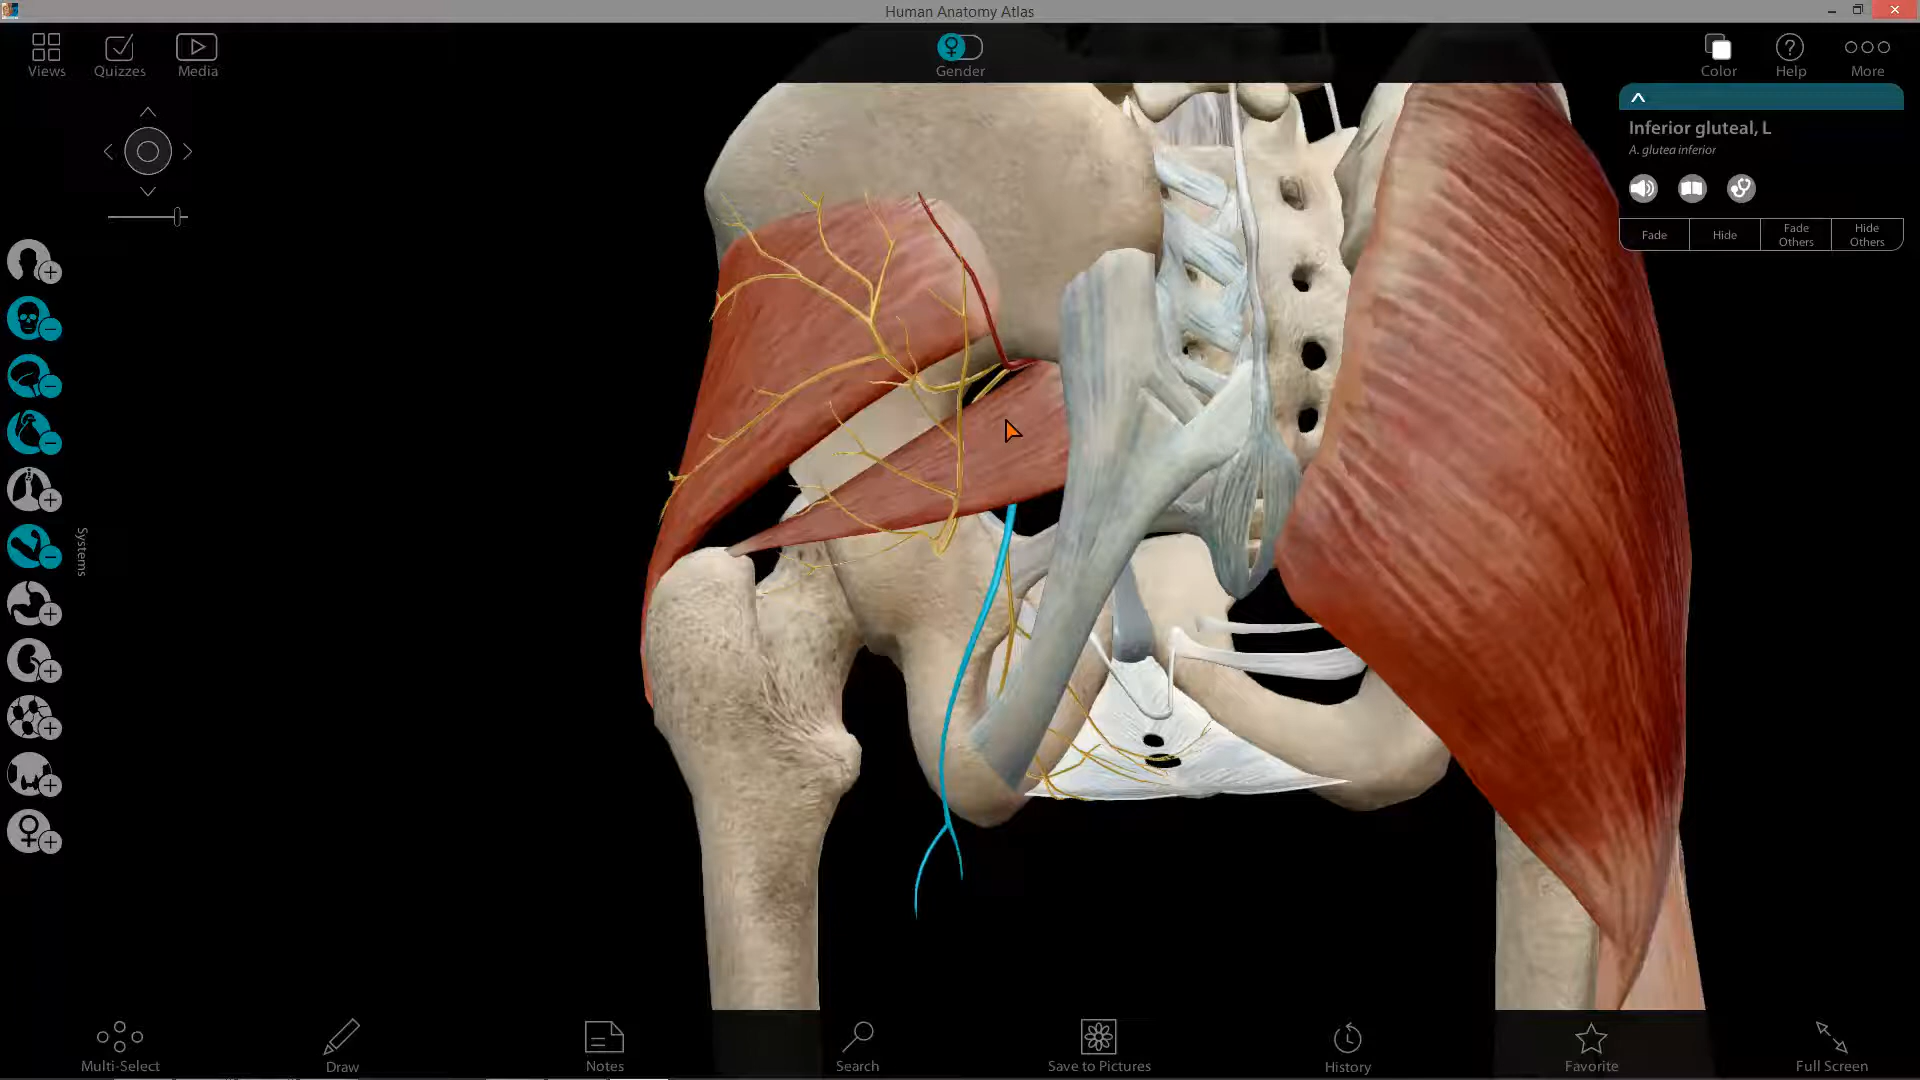 Human Anatomy Atlas
Views
Quizzes
Media
Gender
Color
Help
More
Inferior gluteal, L
A. glutea inferior
Fade
Hide
Fade Others
Hide Others
Systems
Multi-Select
Draw
Notes
Search
Save to Pictures
History
Favorite
Full Screen